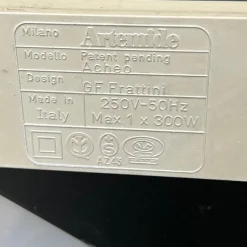 Milano Artemide
Modello Patent pending
Acheo
Design GF Frattini
Made in 250V~50Hz
Italy Max 1 x 300W
S